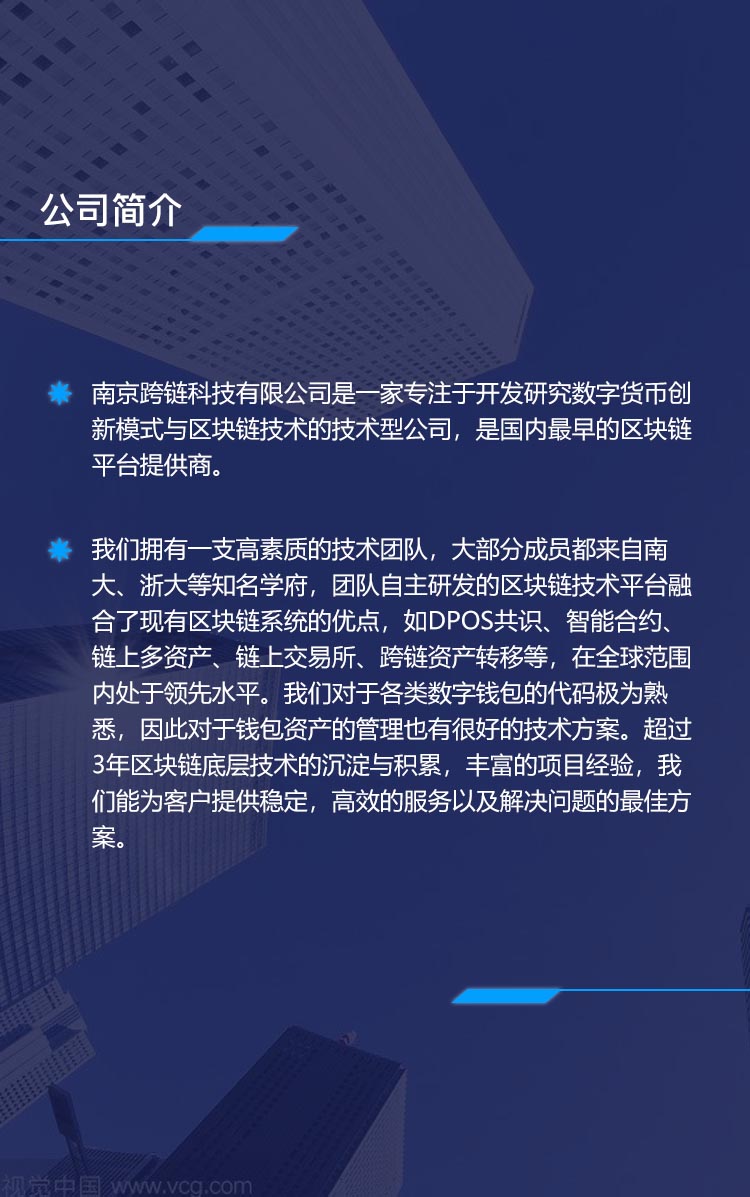 公司简介
南京跨链科技有限公司是一家专注于开发研究数字货币创
新模式与区块链技术的技术型公司，是国内最早的区块链
平台提供商。
我们拥有一支高素质的技术团队，大部分成员都来自南
大、浙大等知名学府，团队自主研发的区块链技术平台融
合了现有区块链系统的优点，如DPOS共识、智能合约、
链上多资产、链上交易所、跨链资产转移等，在全球范围
内处于领先水平。我们对于各类数字钱包的代码极为熟
悉，因此对于钱包资产的管理也有很好的技术方案。超过
3年区块链底层技术的沉淀与积累，丰富的项目经验，我
们能为客户提供稳定，高效的服务以及解决问题的最佳方
案。
视觉中国 www.vcg.com